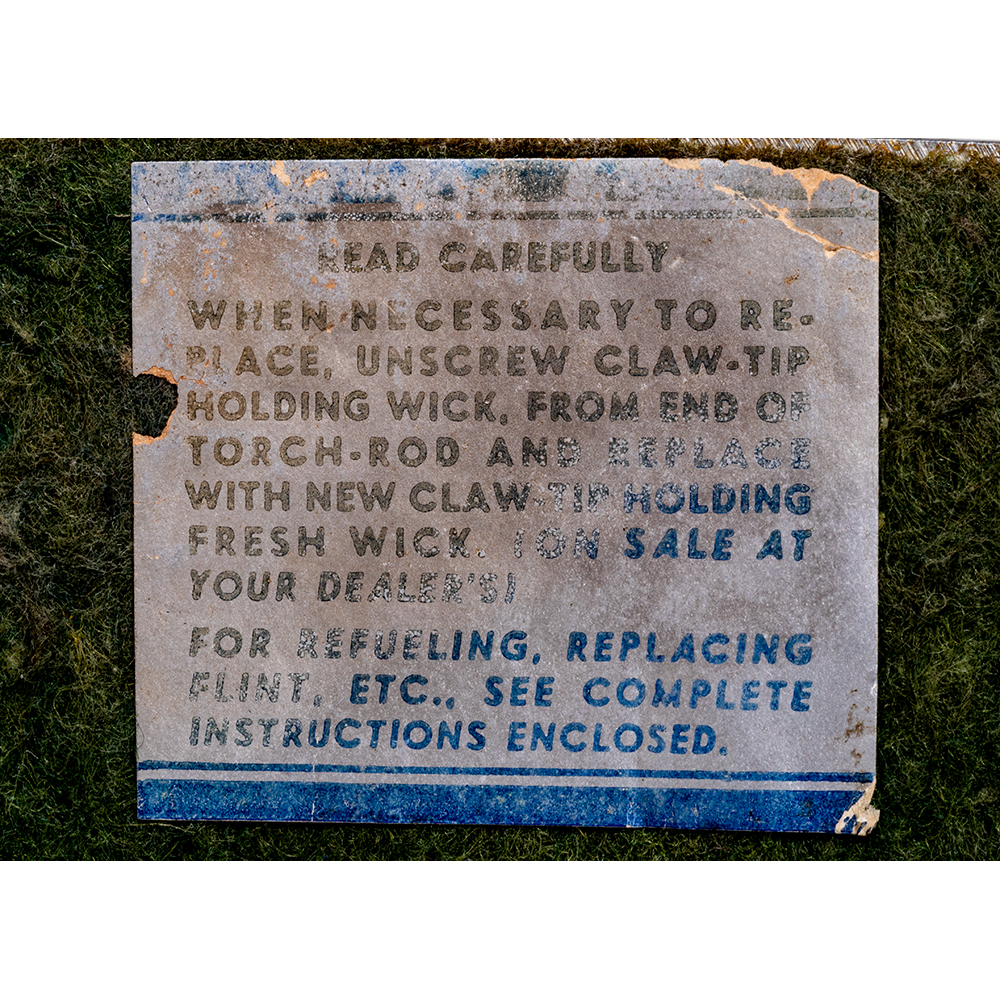 READ CAREFULLY
WHEN NECESSARY TO RE-
PLACE, UNSCREW CLAW-TIP
HOLDING WICK, FROM END OF
TORCH-ROD AND REPLACE
WITH NEW CLAW-TIP HOLDING
FRESH WICK. (ON SALE AT
YOUR DEALER'S)
FOR REFUELING, REPLACING
FLINT, ETC., SEE COMPLETE
INSTRUCTIONS ENCLOSED.